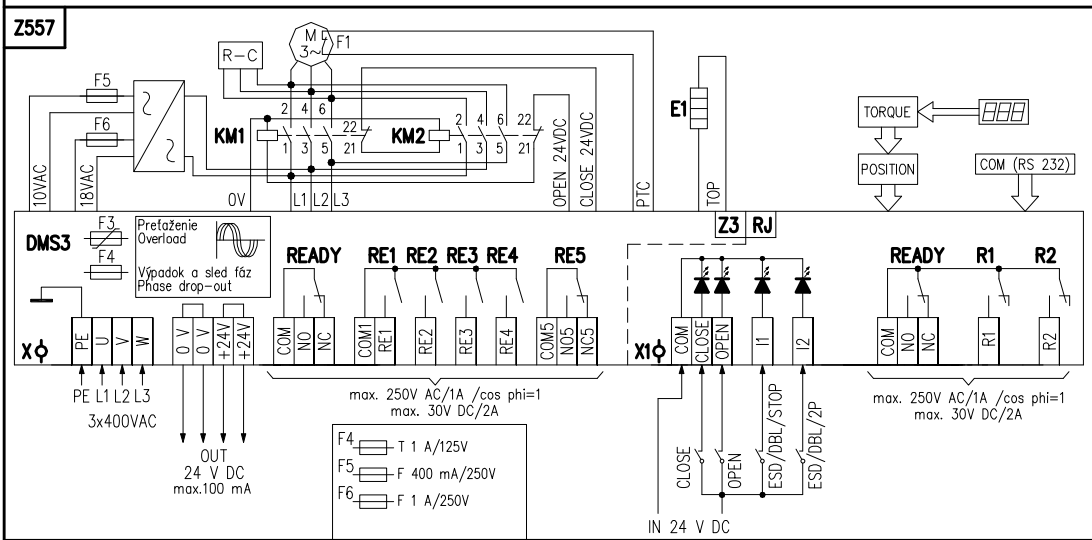 Z557
M
3~
F1
R-C
F5
F6
2 4 6
22
KM1
1 3 5
21
KM2
2 4 6 22
1 3 5 21
E1
TORQUE
POSITION
COM (RS 232)
10VAC
18VAC
0V
L1 L2 L3
OPEN 24VDC
CLOSE 24VDC
PTC
TOP
DMS3
F3
Preťaženie
Overload
F4
Výpadok a sled fáz
Phase drop-out
READY
RE1 RE2 RE3 RE4
RE5
Z3 RJ
READY
R1
R2
X
PE
U
V
W
0 V
0 V
+24V
+24V
COM
NO
NC
COM1
RE1
RE2
RE3
RE4
COM5
NO5
NC5
X1
COM
CLOSE
OPEN
I1
I2
COM
NO
NC
R1
R2
PE L1 L2 L3
3x400VAC
OUT
24 V DC
max.100 mA
max. 250V AC/1A /cos phi=1
max. 30V DC/2A
F4 T 1 A/125V
F5 F 400 mA/250V
F6 F 1 A/250V
CLOSE
OPEN
ESD/DBL/STOP
ESD/DBL/2P
IN 24 V DC
max. 250V AC/1A /cos phi=1
max. 30V DC/2A